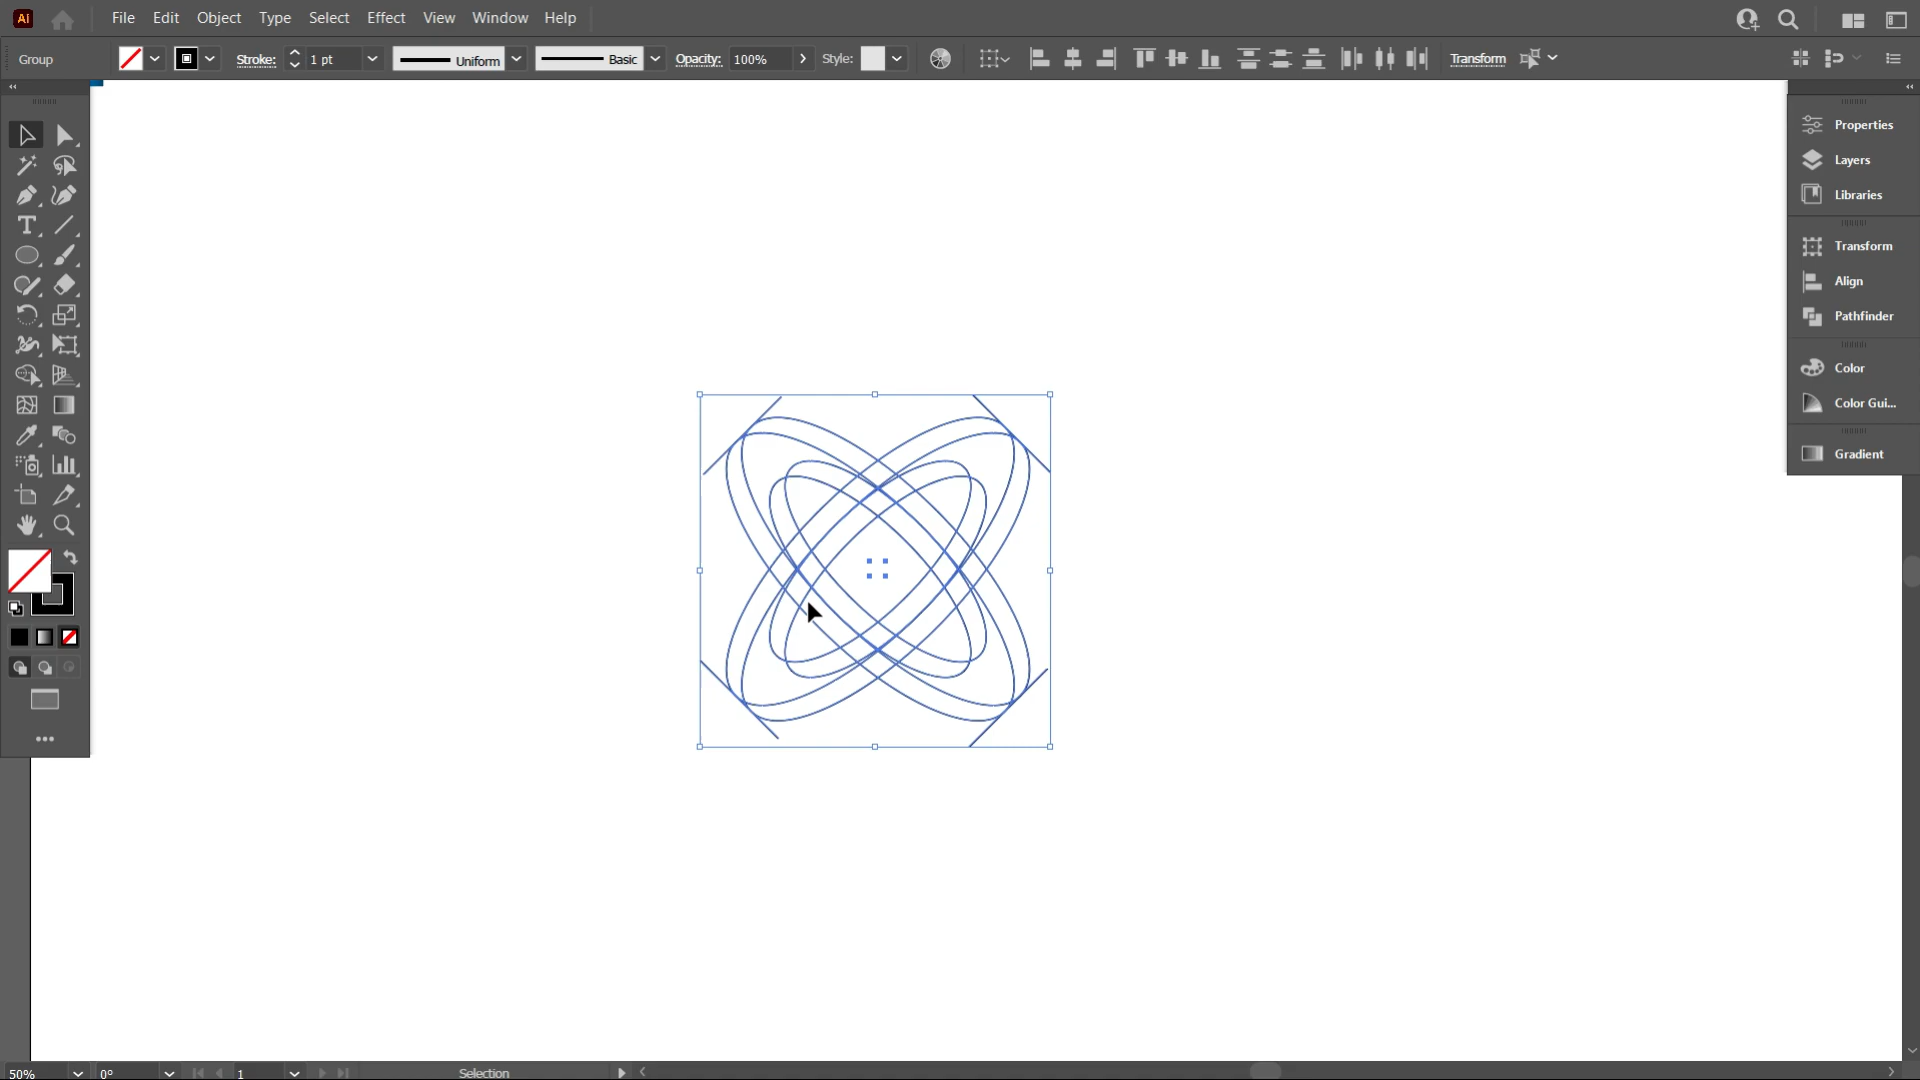 Ai File Edit Object Type Select Effect View Window Help
Group Stroke: 1 pt Uniform Basic Opacity: 100% Style: Transform
Properties
Layers
Libraries
Transform
Align
Pathfinder
Color
Color Gui...
Gradient
50% 0° 1 Selection